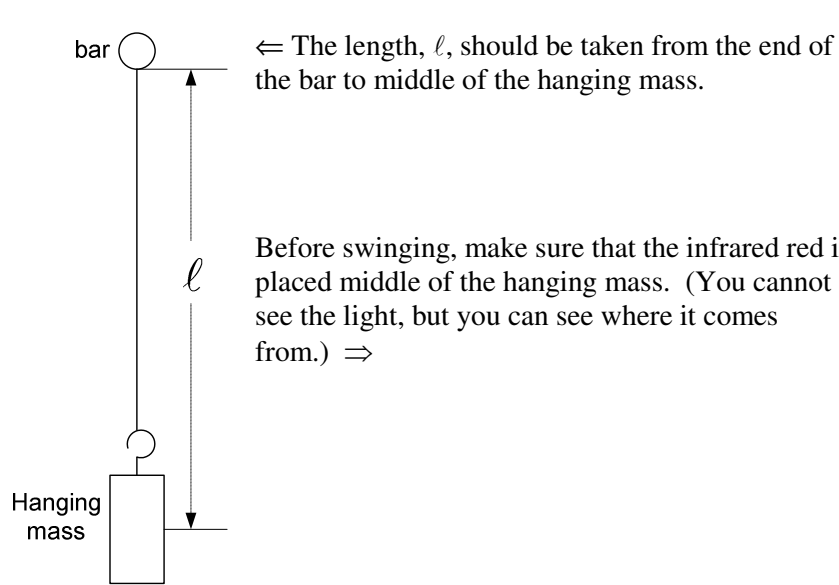 bar
⇐ The length, ℓ, should be taken from the end of
the bar to middle of the hanging mass.
Before swinging, make sure that the infrared red i
placed middle of the hanging mass. (You cannot
see the light, but you can see where it comes
from.) ⇒
ℓ
Hanging
mass